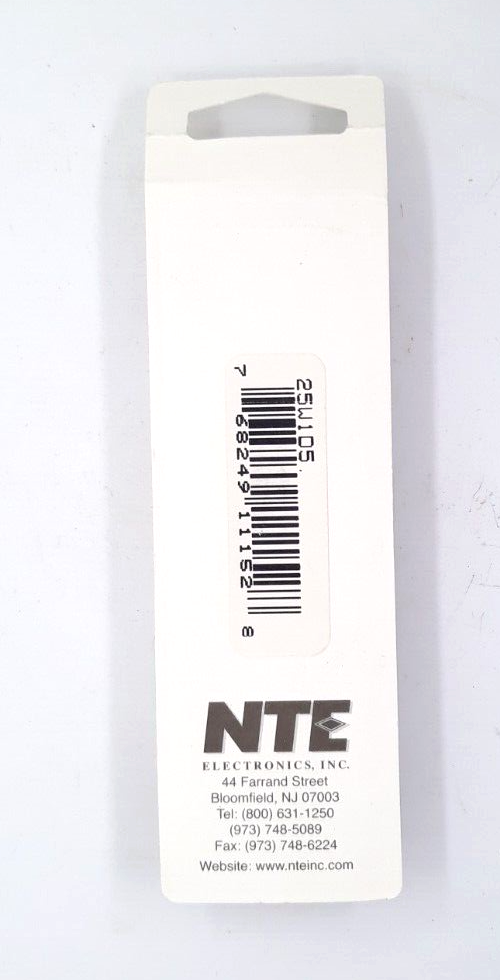 25W1D5
7 68249 11152 8
NTE
ELECTRONICS, INC.
44 Farrand Street
Bloomfield, NJ 07003
Tel: (800) 631-1250
(973) 748-5089
Fax: (973) 748-6224
Website: www.nteinc.com